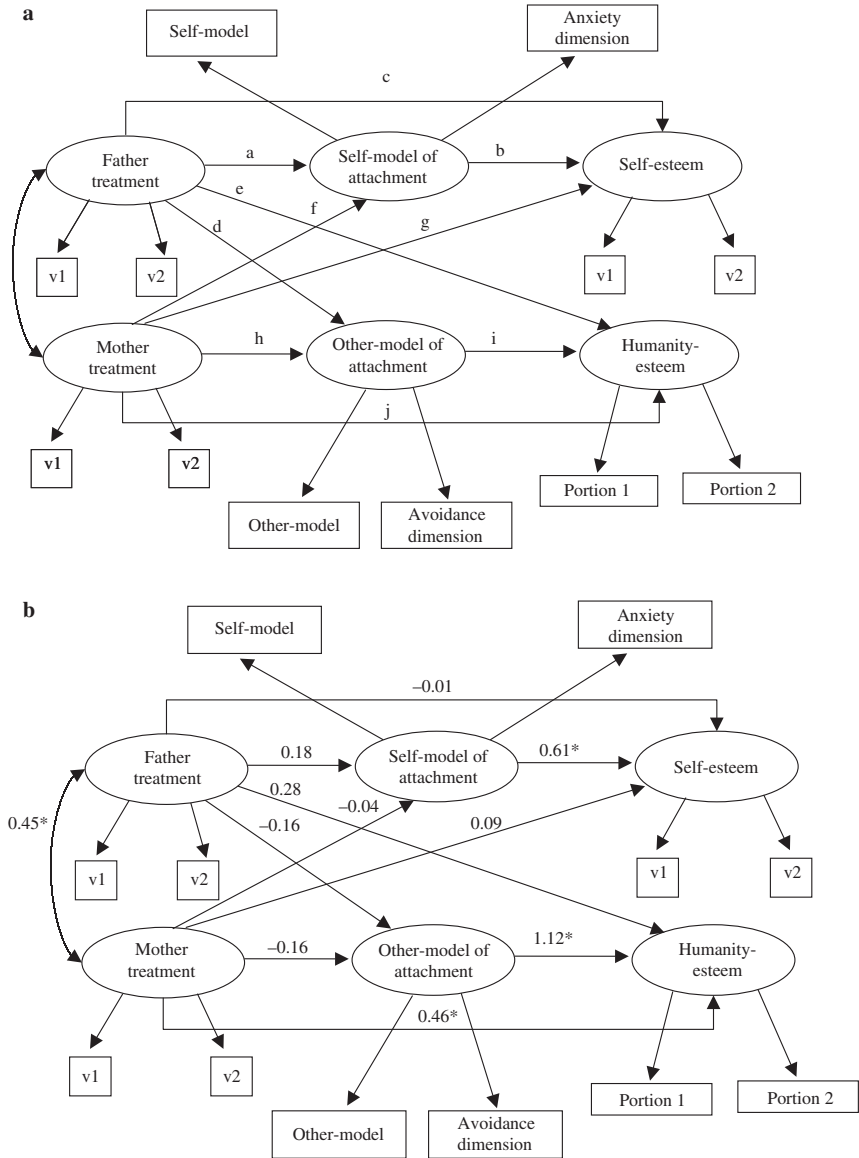 a
Self-model
Anxiety
dimension
c
Father
treatment
a
Self-model of
attachment
b
Self-esteem
e
f
g
d
v1
v2
v1
v2
Mother
treatment
h
Other-model of
attachment
i
Humanity-
esteem
j
v1
v2
Other-model
Avoidance
dimension
Portion 1
Portion 2
b
Self-model
Anxiety
dimension
–0.01
Father
treatment
0.18
Self-model of
attachment
0.61*
Self-esteem
0.28
–0.04
0.45*
–0.16
0.09
v1
v2
v1
v2
Mother
treatment
–0.16
Other-model of
attachment
1.12*
Humanity-
esteem
0.46*
v1
v2
Other-model
Avoidance
dimension
Portion 1
Portion 2